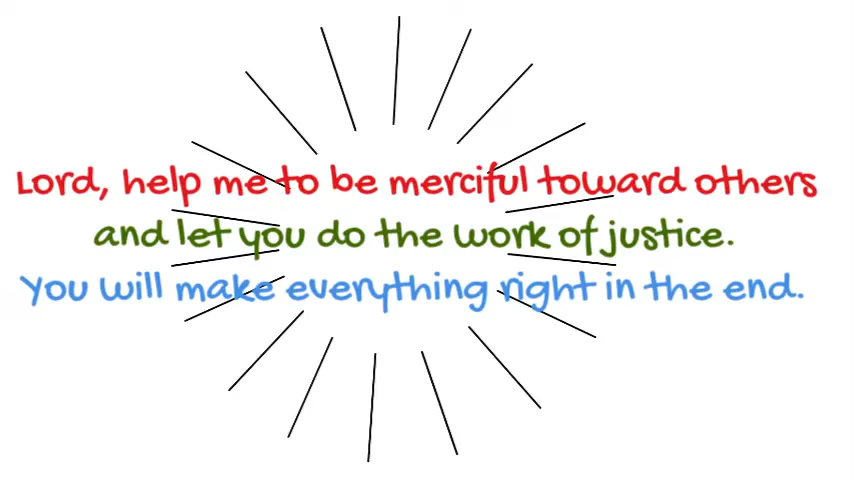 Lord, help me to be merciful toward others
and let you do the work of justice.
You will make everything right in the end.